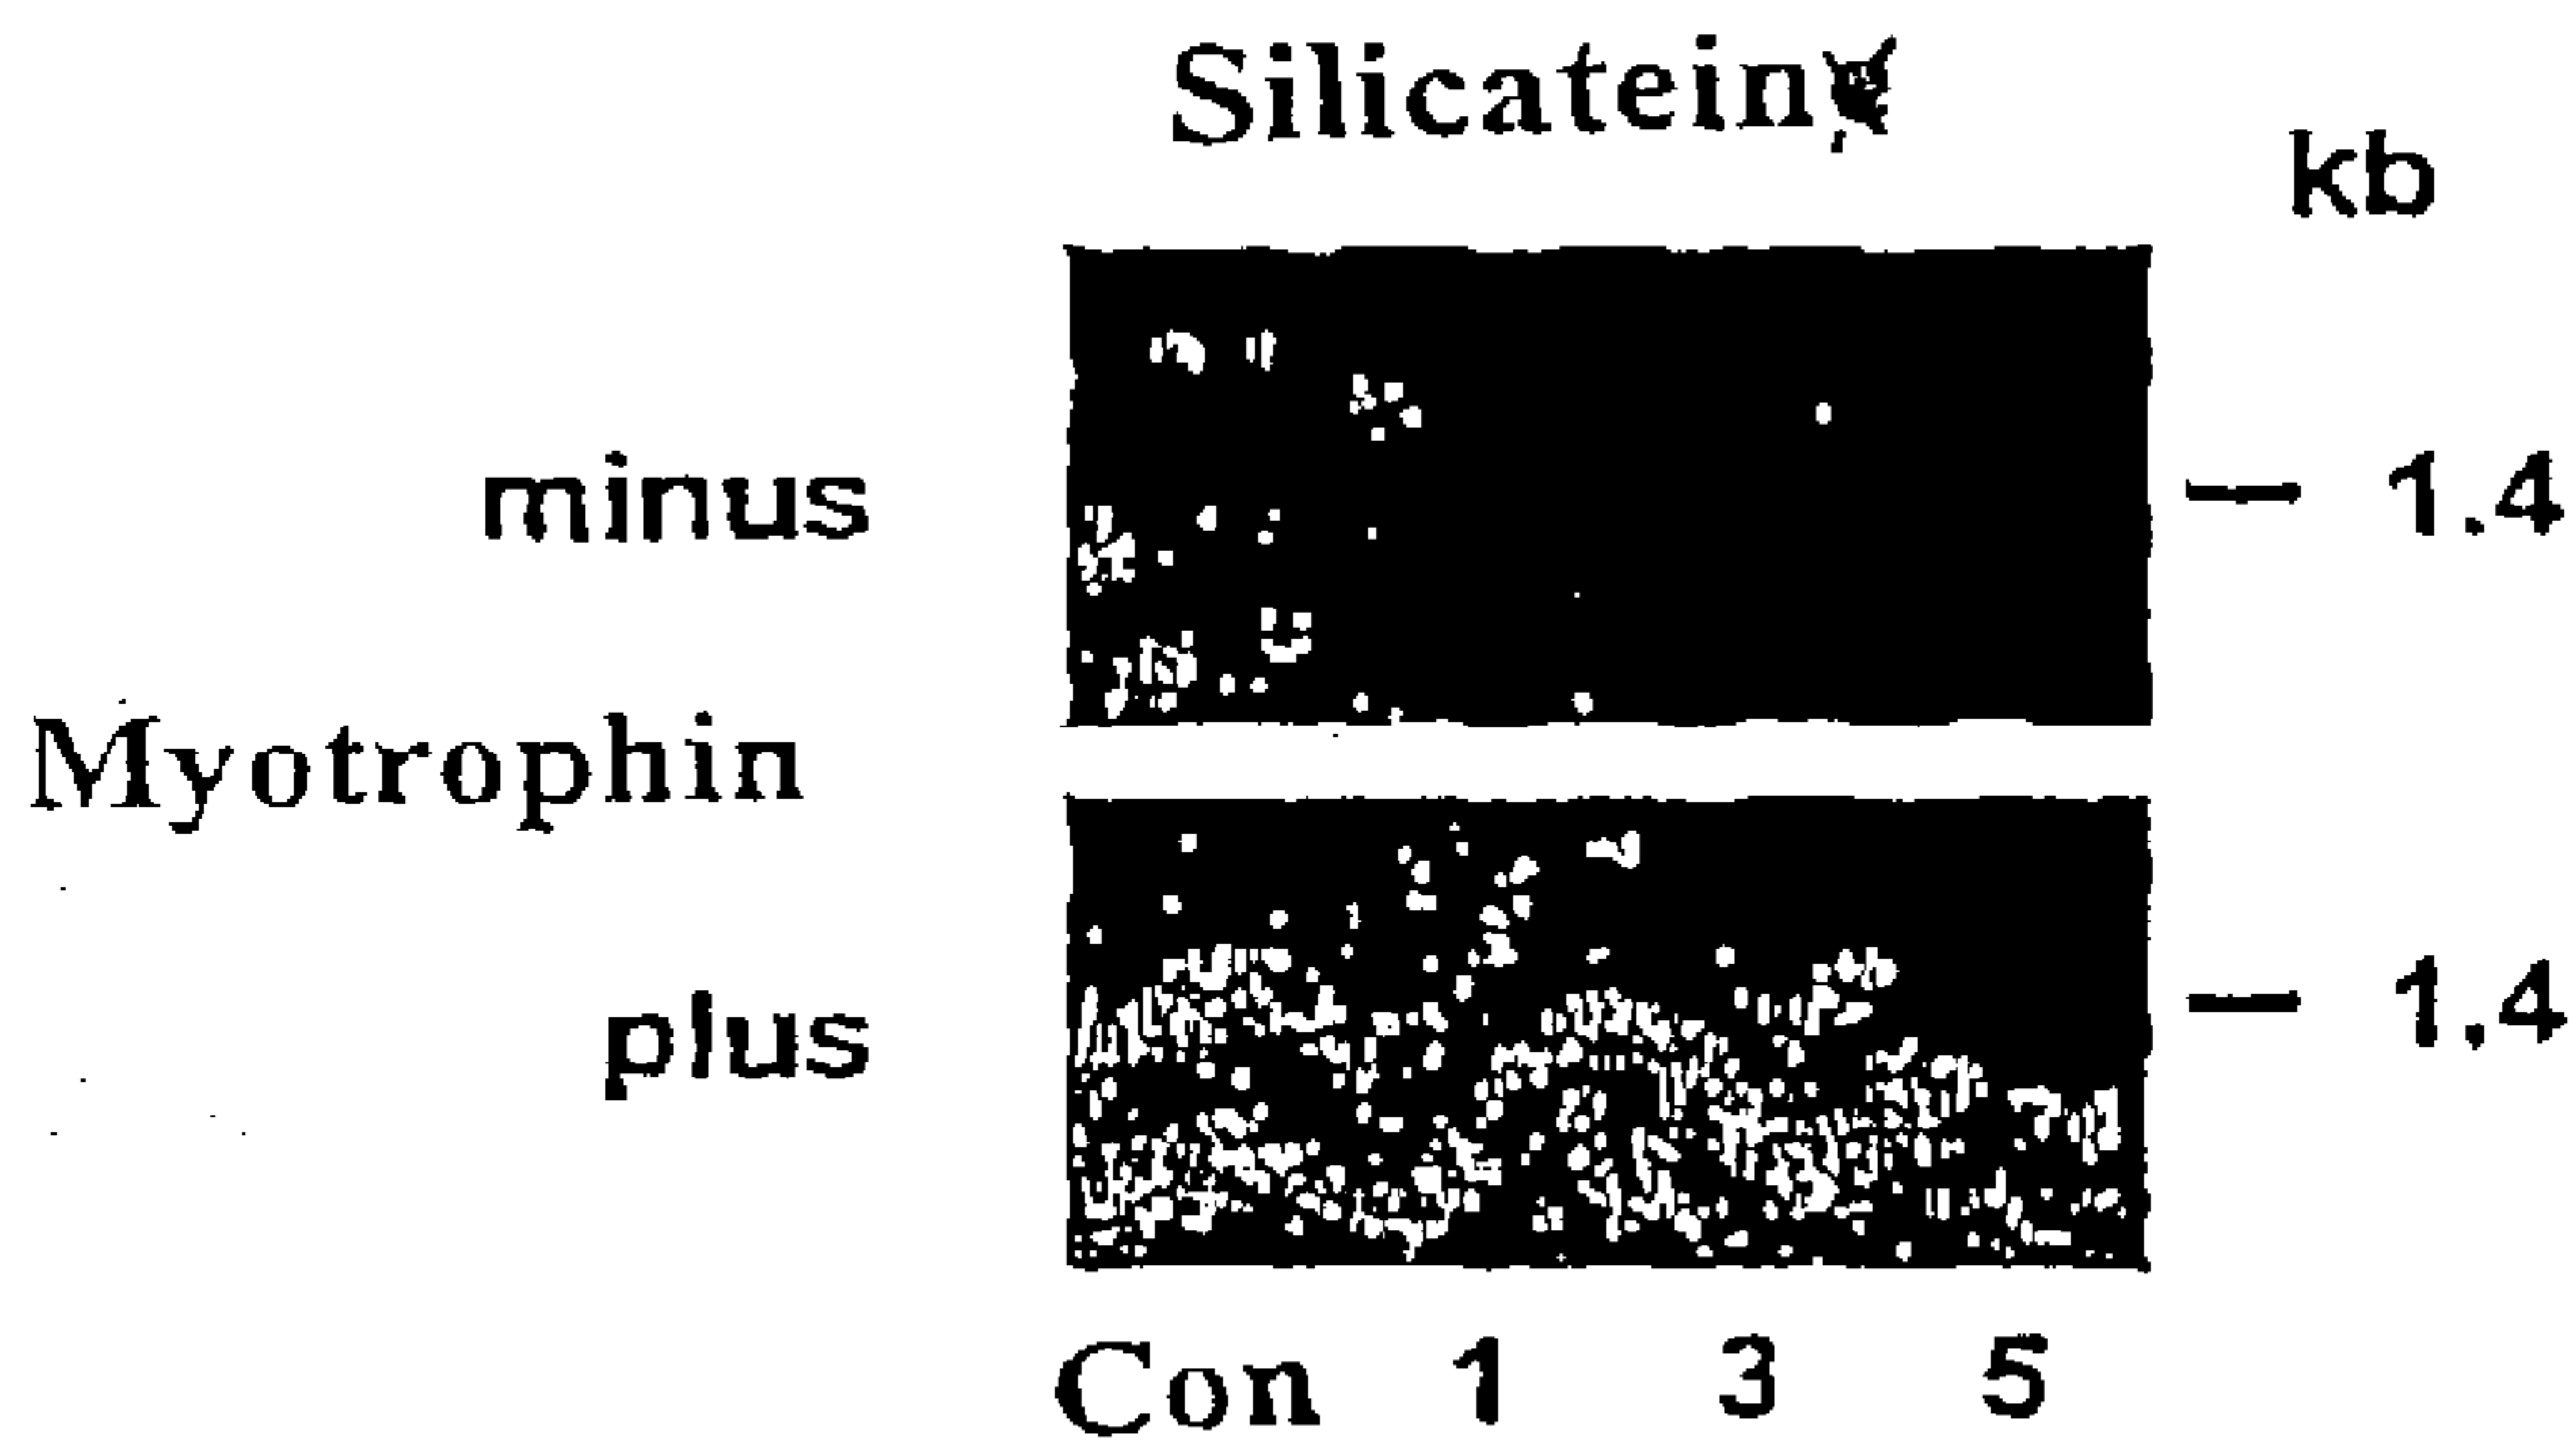 Silicatein
kb
minus — 1.4
Myotrophin
plus — 1.4
Con 1 3 5